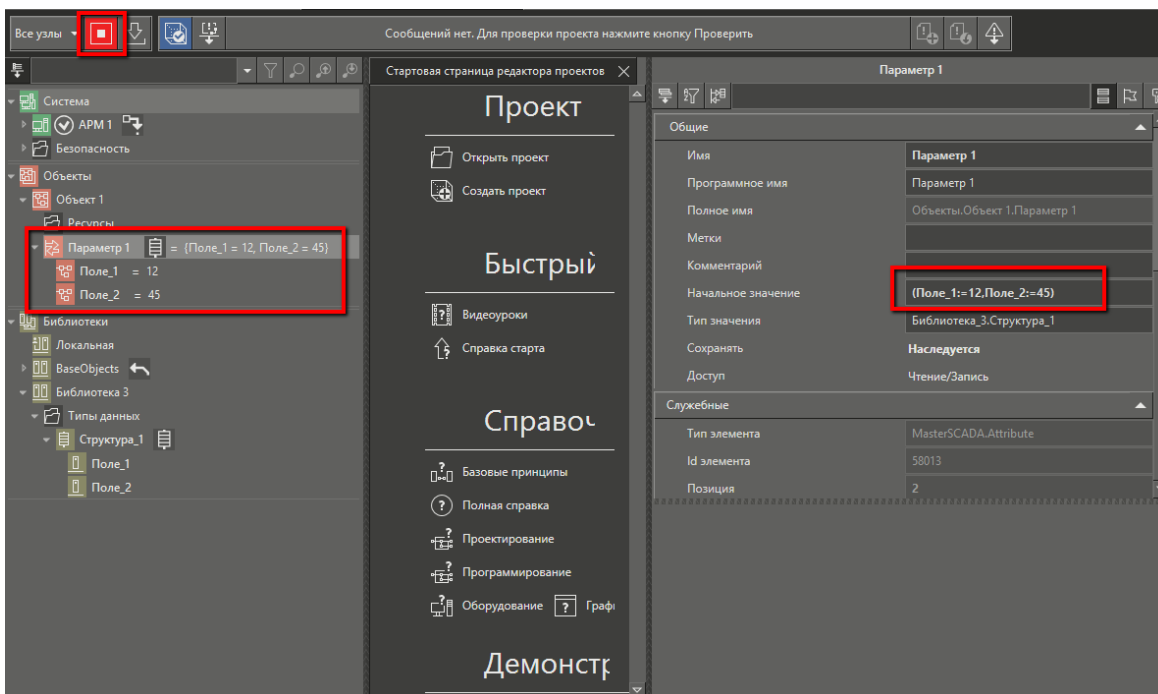 Все узлы
Сообщений нет. Для проверки проекта нажмите кнопку Проверить
Система
АРМ 1
Безопасность
Объекты
Объект 1
Ресурсы
Параметр 1 = {Поле_1 = 12, Поле_2 = 45}
Поле_1 = 12
Поле_2 = 45
Библиотеки
Локальная
BaseObjects
Библиотека 3
Типы данных
Структура_1
Поле_1
Поле_2
Стартовая страница редактора проектов
Проект
Открыть проект
Создать проект
Быстрый
Видеоуроки
Справка старта
Справоч
Базовые принципы
Полная справка
Проектирование
Программирование
Оборудование Графи
Демонстр
Параметр 1
Общие
Имя Параметр 1
Программное имя Параметр 1
Полное имя Объекты.Объект 1.Параметр 1
Метки
Комментарий
Начальное значение (Поле_1:=12,Поле_2:=45)
Тип значения Библиотека_3.Структура_1
Сохранять Наследуется
Доступ Чтение/Запись
Служебные
Тип элемента MasterSCADA.Attribute
Id элемента 58013
Позиция 2